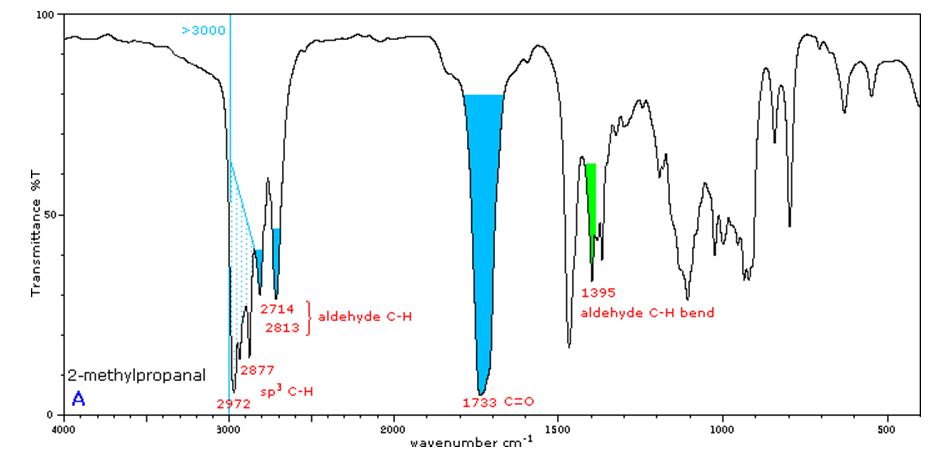 100
>3000
Transmittance %T
50
2714
2813
aldehyde C-H
1395
aldehyde C-H bend
2877
2-methylpropanal
sp³ C-H
A
2972
1733 C=O
0
4000
3000
2000
1500
1000
500
wavenumber cm⁻¹